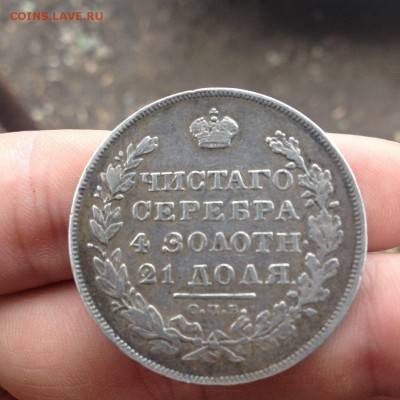 COINS.LAVE.RU
ЧИСТАГО
СЕРЕБРА
4 ЗОЛОТН
21 ДОЛЯ.
С.П.Б.